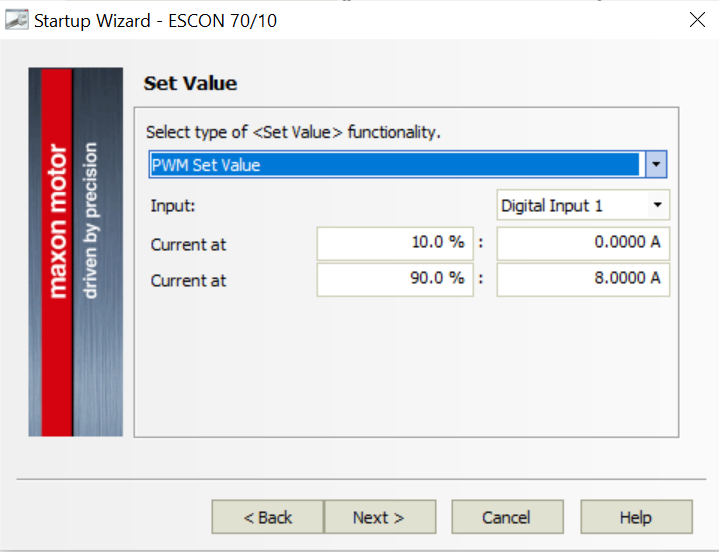 Startup Wizard - ESCON 70/10
maxon motor
driven by precision
Set Value
Select type of <Set Value> functionality.
PWM Set Value
Input: Digital Input 1
Current at 10.0 % : 0.0000 A
Current at 90.0 % : 8.0000 A
< Back Next > Cancel Help